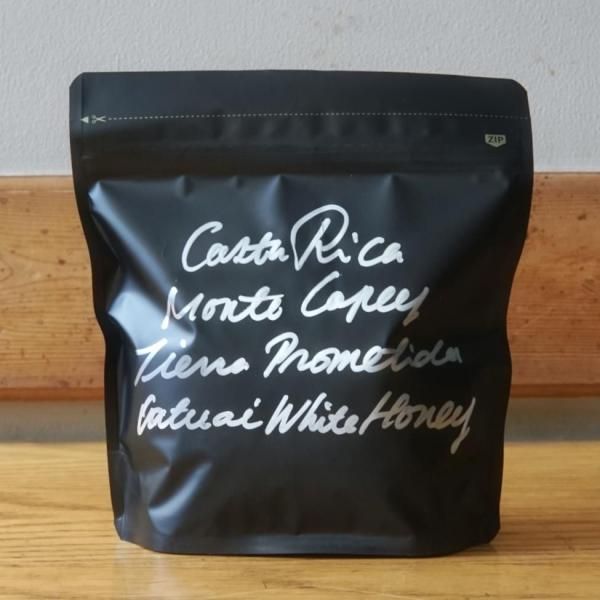 ZIP
Costa Rica
Monte Copey
Tierra Prometida
Catuai White Honey